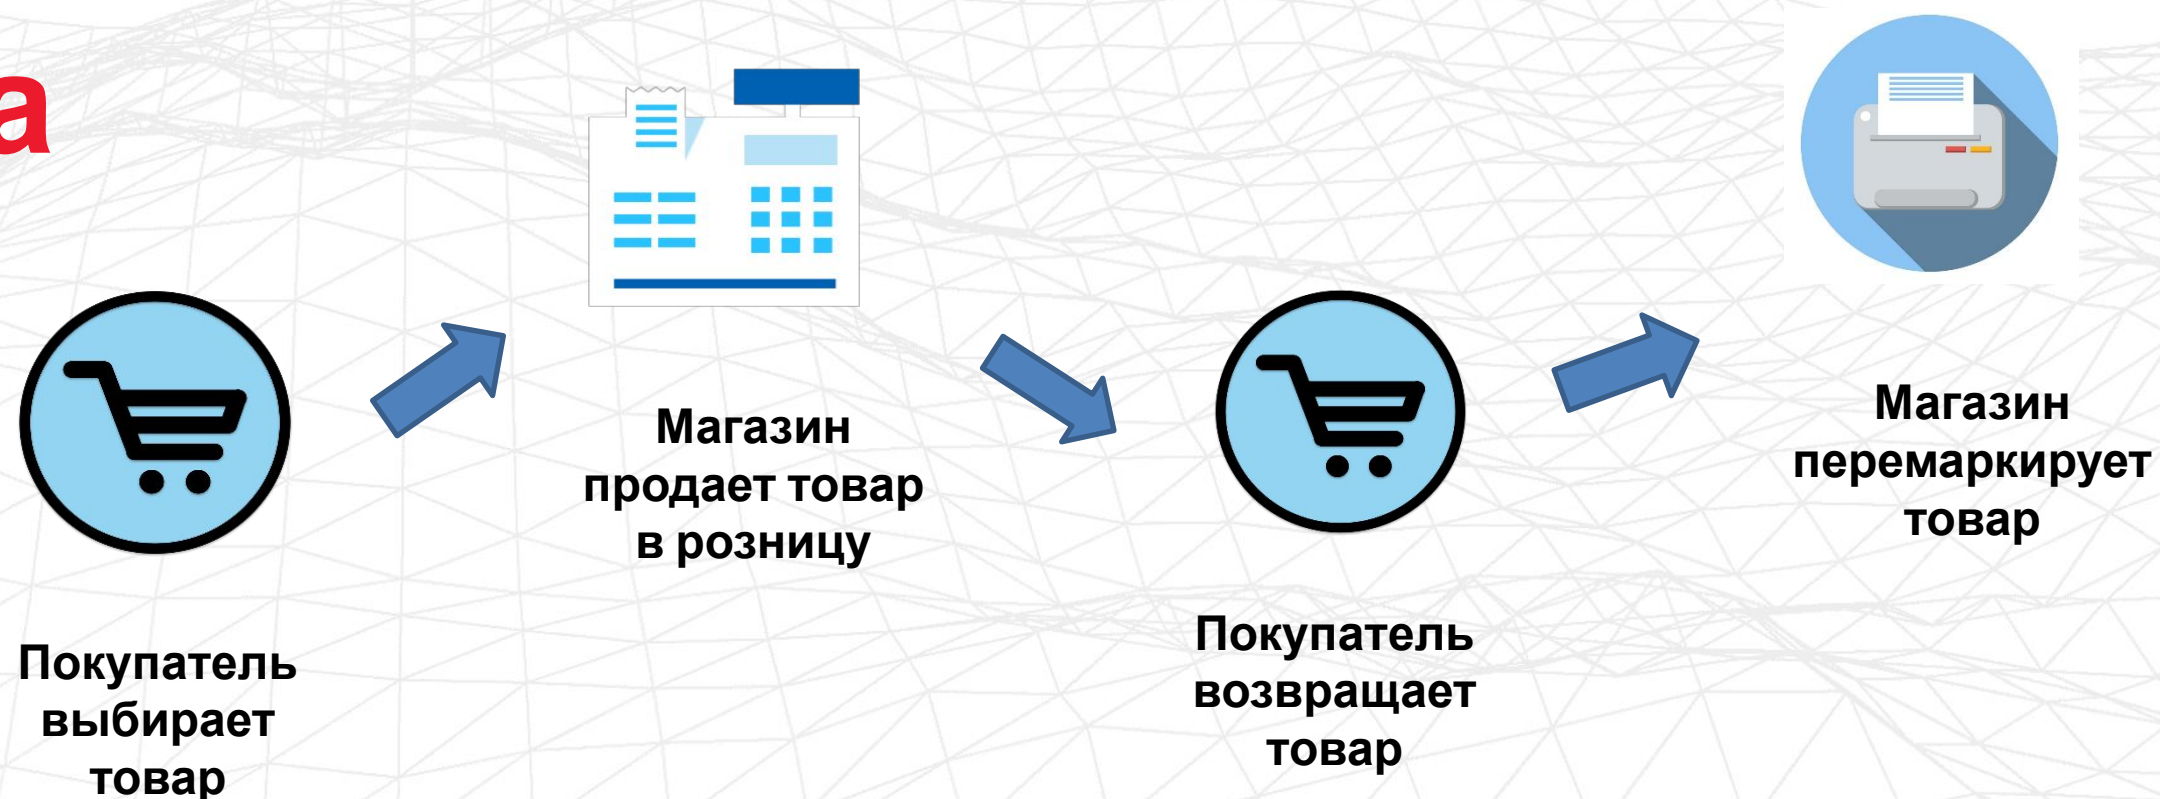 а
Покупатель
выбирает
товар
Магазин
продает товар
в розницу
Покупатель
возвращает
товар
Магазин
перемаркирует
товар